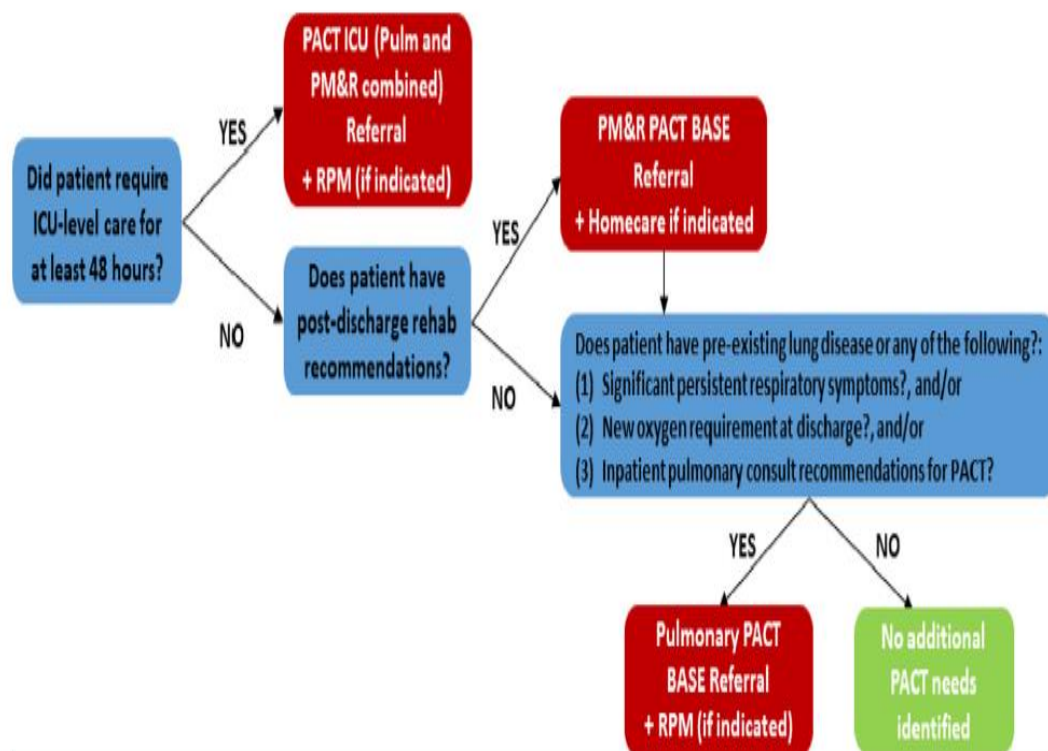 PACT ICU (Pulm and
PM&R combined)
Referral
+ RPM (if indicated)
YES
Did patient require
ICU-level care for
at least 48 hours?
NO
PM&R PACT BASE
Referral
+ Homecare if indicated
YES
Does patient have
post-discharge rehab
recommendations?
NO
Does patient have pre-existing lung disease or any of the following?:
(1) Significant persistent respiratory symptoms?, and/or
(2) New oxygen requirement at discharge?, and/or
(3) Inpatient pulmonary consult recommendations for PACT?
YES
NO
Pulmonary PACT
BASE Referral
+ RPM (if indicated)
No additional
PACT needs
identified